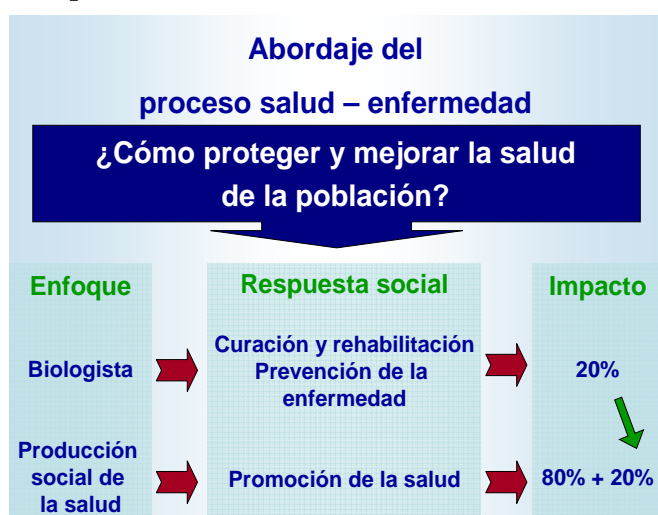 Abordaje del
proceso salud – enfermedad
¿Cómo proteger y mejorar la salud
de la población?
Enfoque
Respuesta social
Impacto
Biologista
Curación y rehabilitación
Prevención de la
enfermedad
20%
Producción
social de
la salud
Promoción de la salud
80% + 20%